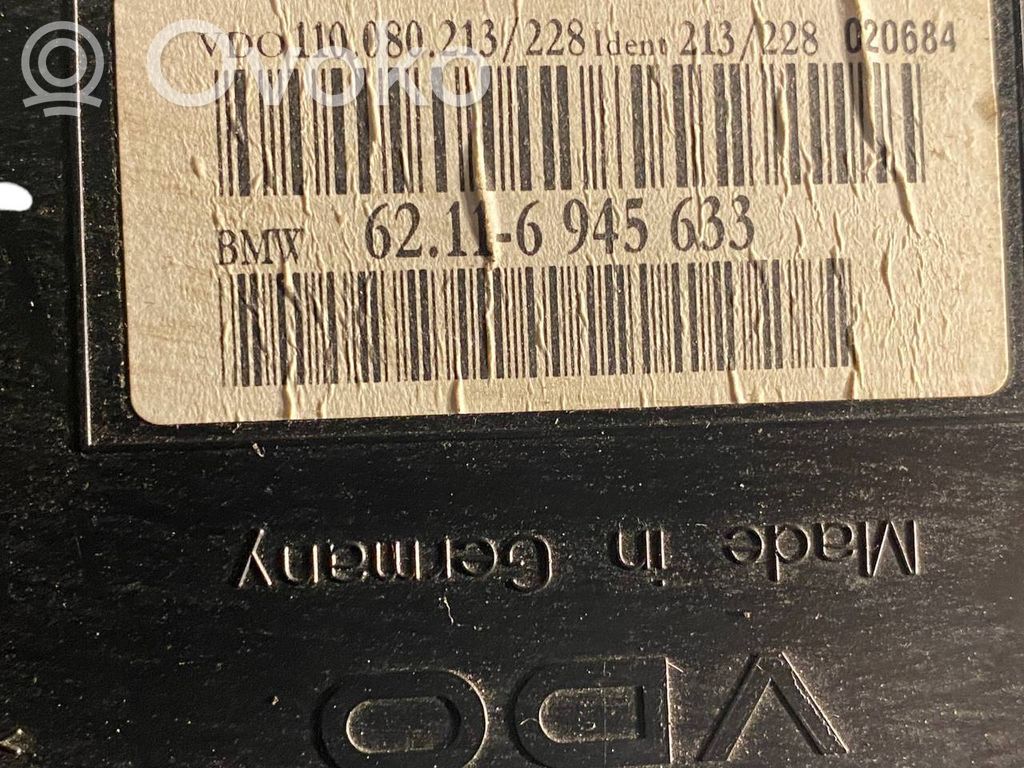 VDO 110.080.213/228 Ident 213/228 020684
Ovoko
BMW 62.11-6 945 633
Made in Germany
VDO